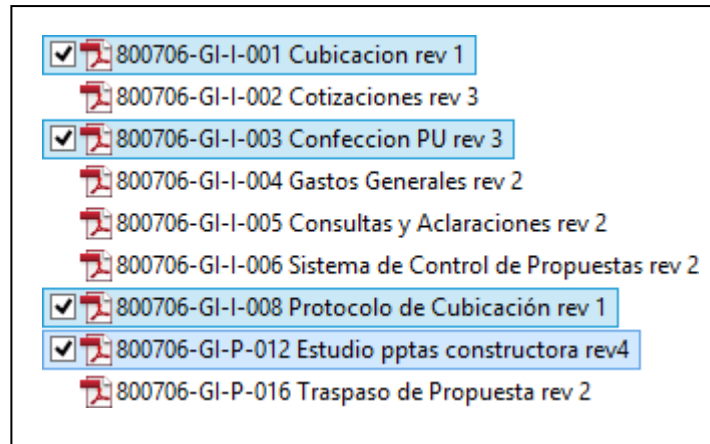 800706-GI-I-001 Cubicacion rev 1
800706-GI-I-002 Cotizaciones rev 3
800706-GI-I-003 Confeccion PU rev 3
800706-GI-I-004 Gastos Generales rev 2
800706-GI-I-005 Consultas y Aclaraciones rev 2
800706-GI-I-006 Sistema de Control de Propuestas rev 2
800706-GI-I-008 Protocolo de Cubicación rev 1
800706-GI-P-012 Estudio pptas constructora rev4
800706-GI-P-016 Traspaso de Propuesta rev 2